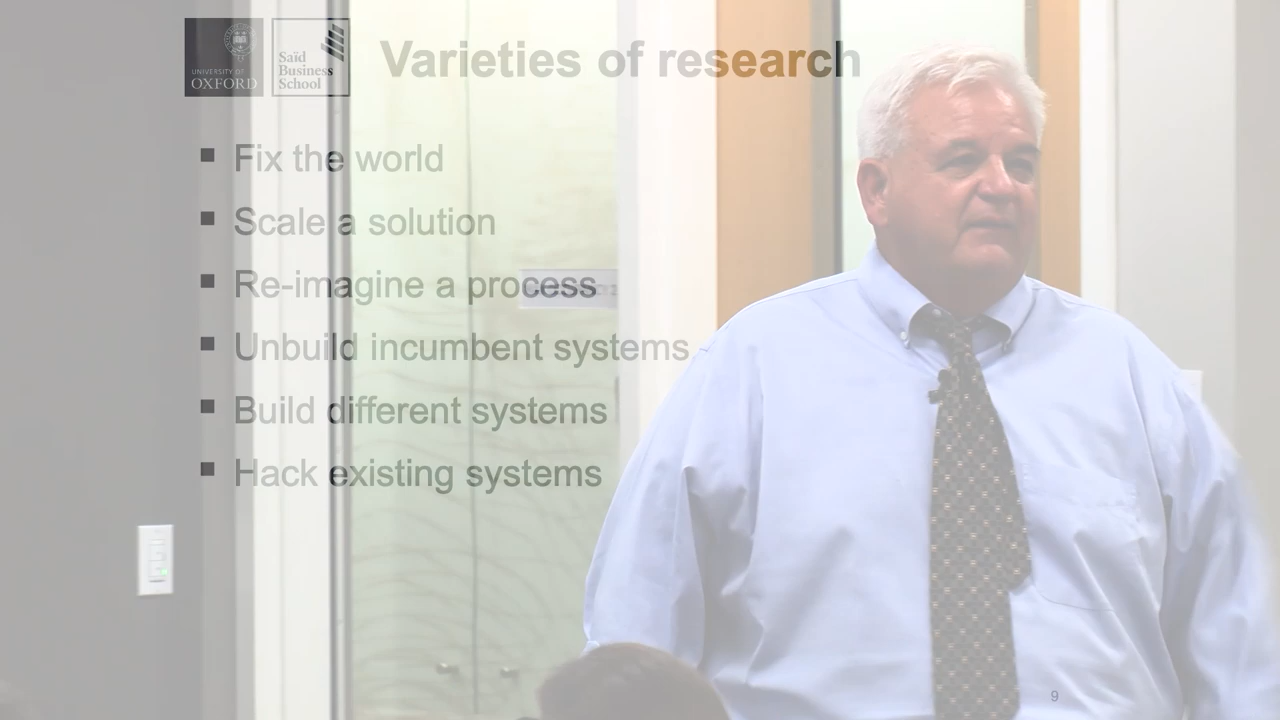 UNIVERSITY OF
OXFORD
Saïd
Business
School
Varieties of research
Fix the world
Scale a solution
Re-imagine a process
Unbuild incumbent systems
Build different systems
Hack existing systems
9